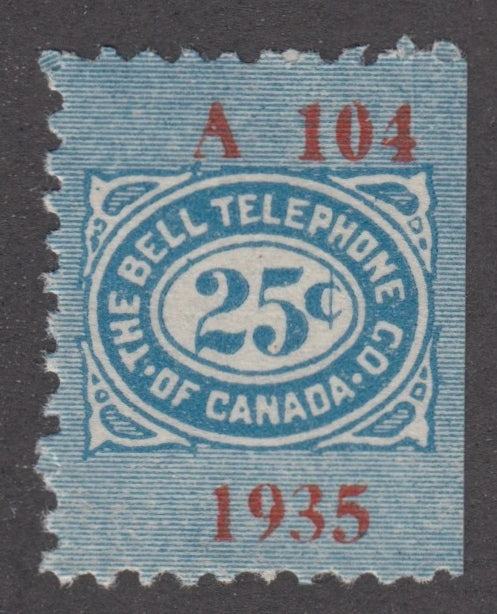 A 104
THE BELL TELEPHONE CO.
25¢
OF CANADA
1935